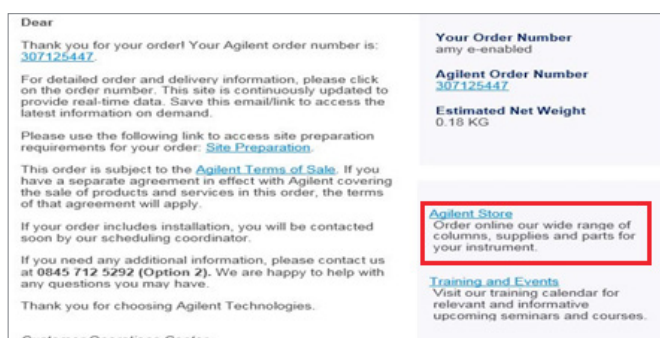 Dear
Thank you for your order! Your Agilent order number is:
307125447.
For detailed order and delivery information, please click
on the order number. This site is continuously updated to
provide real-time data. Save this email/link to access the
latest information on demand.
Please use the following link to access site preparation
requirements for your order: Site Preparation.
This order is subject to the Agilent Terms of Sale. If you
have a separate agreement in effect with Agilent covering
the sale of products and services in this order, the terms
of that agreement will apply.
If your order includes installation, you will be contacted
soon by our scheduling coordinator.
If you need any additional information, please contact us
at 0845 712 5292 (Option 2). We are happy to help with
any questions you may have.
Thank you for choosing Agilent Technologies.
Customer Operations Center
Your Order Number
amy e-enabled
Agilent Order Number
307125447
Estimated Net Weight
0.18 KG
Agilent Store
Order online our wide range of
columns, supplies and parts for
your instrument.
Training and Events
Visit our training calendar for
relevant and informative
upcoming seminars and courses.